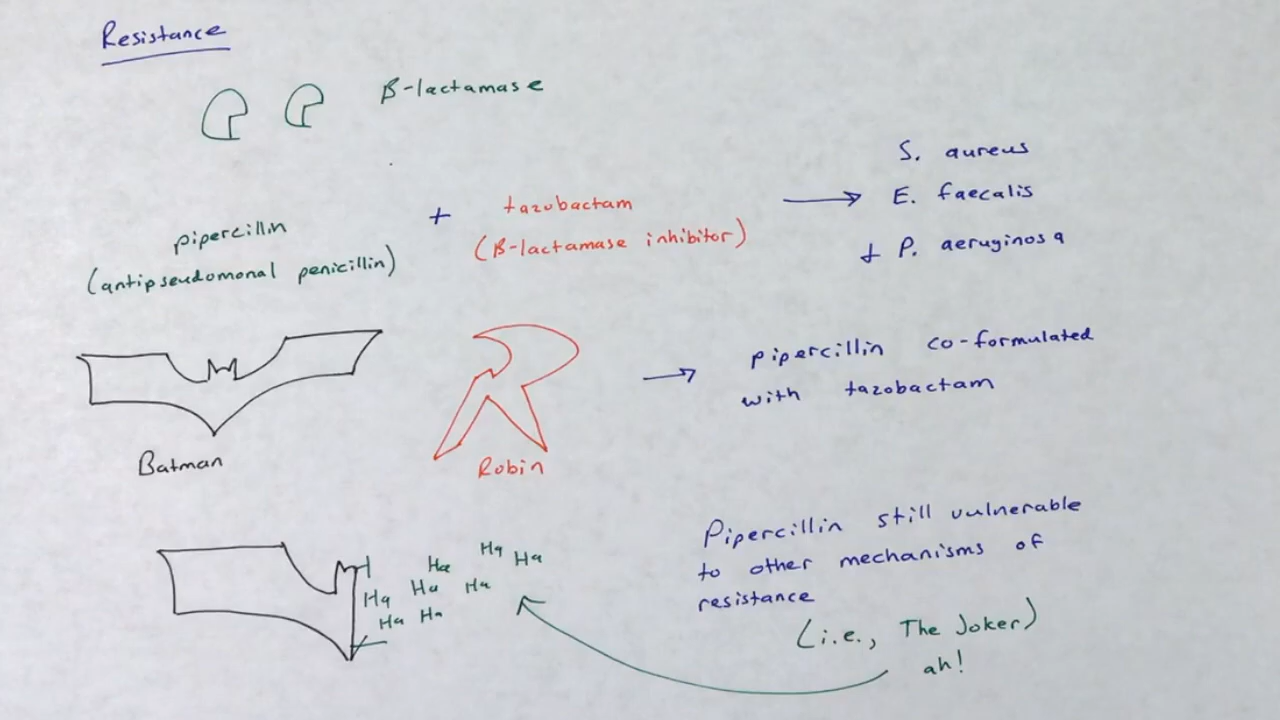 Resistance
β-lactamase
pipercillin
(antipseudomonal penicillin)
+
tazobactam
(β-lactamase inhibitor)
S. aureus
E. faecalis
+ P. aeruginosa
Batman
Robin
pipercillin co-formulated
with tazobactam
Ha Ha Ha
Ha Ha Ha
Ha Ha
Pipercillin still vulnerable
to other mechanisms of
resistance
(i.e., The Joker)
ah!